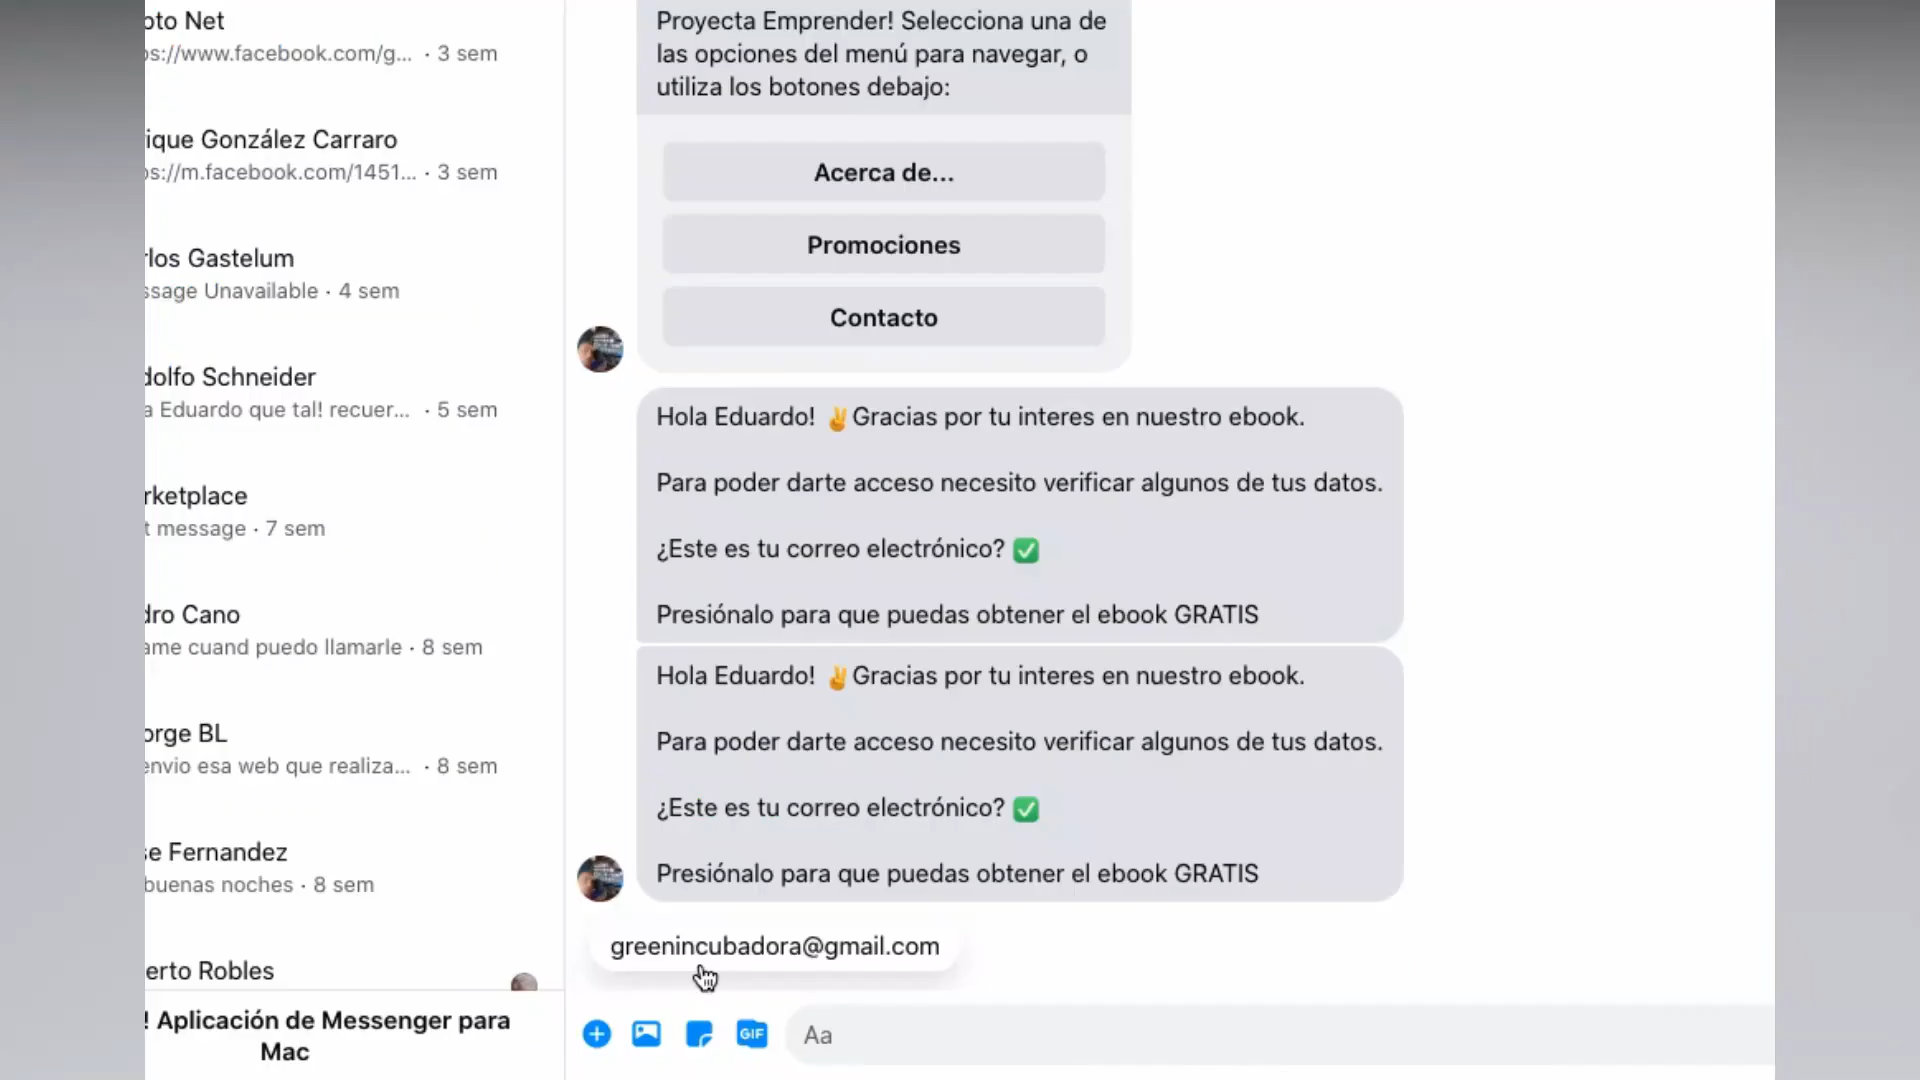 oto Net
os://www.facebook.com/g... · 3 sem
ique González Carraro
os://m.facebook.com/1451... · 3 sem
rlos Gastelum
ssage Unavailable · 4 sem
dolfo Schneider
a Eduardo que tal! recuer... · 5 sem
rketplace
t message · 7 sem
dro Cano
ame cuand puedo llamarle · 8 sem
orge BL
envio esa web que realiza... · 8 sem
se Fernandez
buenas noches · 8 sem
erto Robles
! Aplicación de Messenger para
Mac
Proyecta Emprender! Selecciona una de
las opciones del menú para navegar, o
utiliza los botones debajo:
Acerca de...
Promociones
Contacto
Hola Eduardo! ✌️Gracias por tu interes en nuestro ebook.
Para poder darte acceso necesito verificar algunos de tus datos.
¿Este es tu correo electrónico? ✅
Presiónalo para que puedas obtener el ebook GRATIS
Hola Eduardo! ✌️Gracias por tu interes en nuestro ebook.
Para poder darte acceso necesito verificar algunos de tus datos.
¿Este es tu correo electrónico? ✅
Presiónalo para que puedas obtener el ebook GRATIS
greenincubadora@gmail.com
GIF
Aa